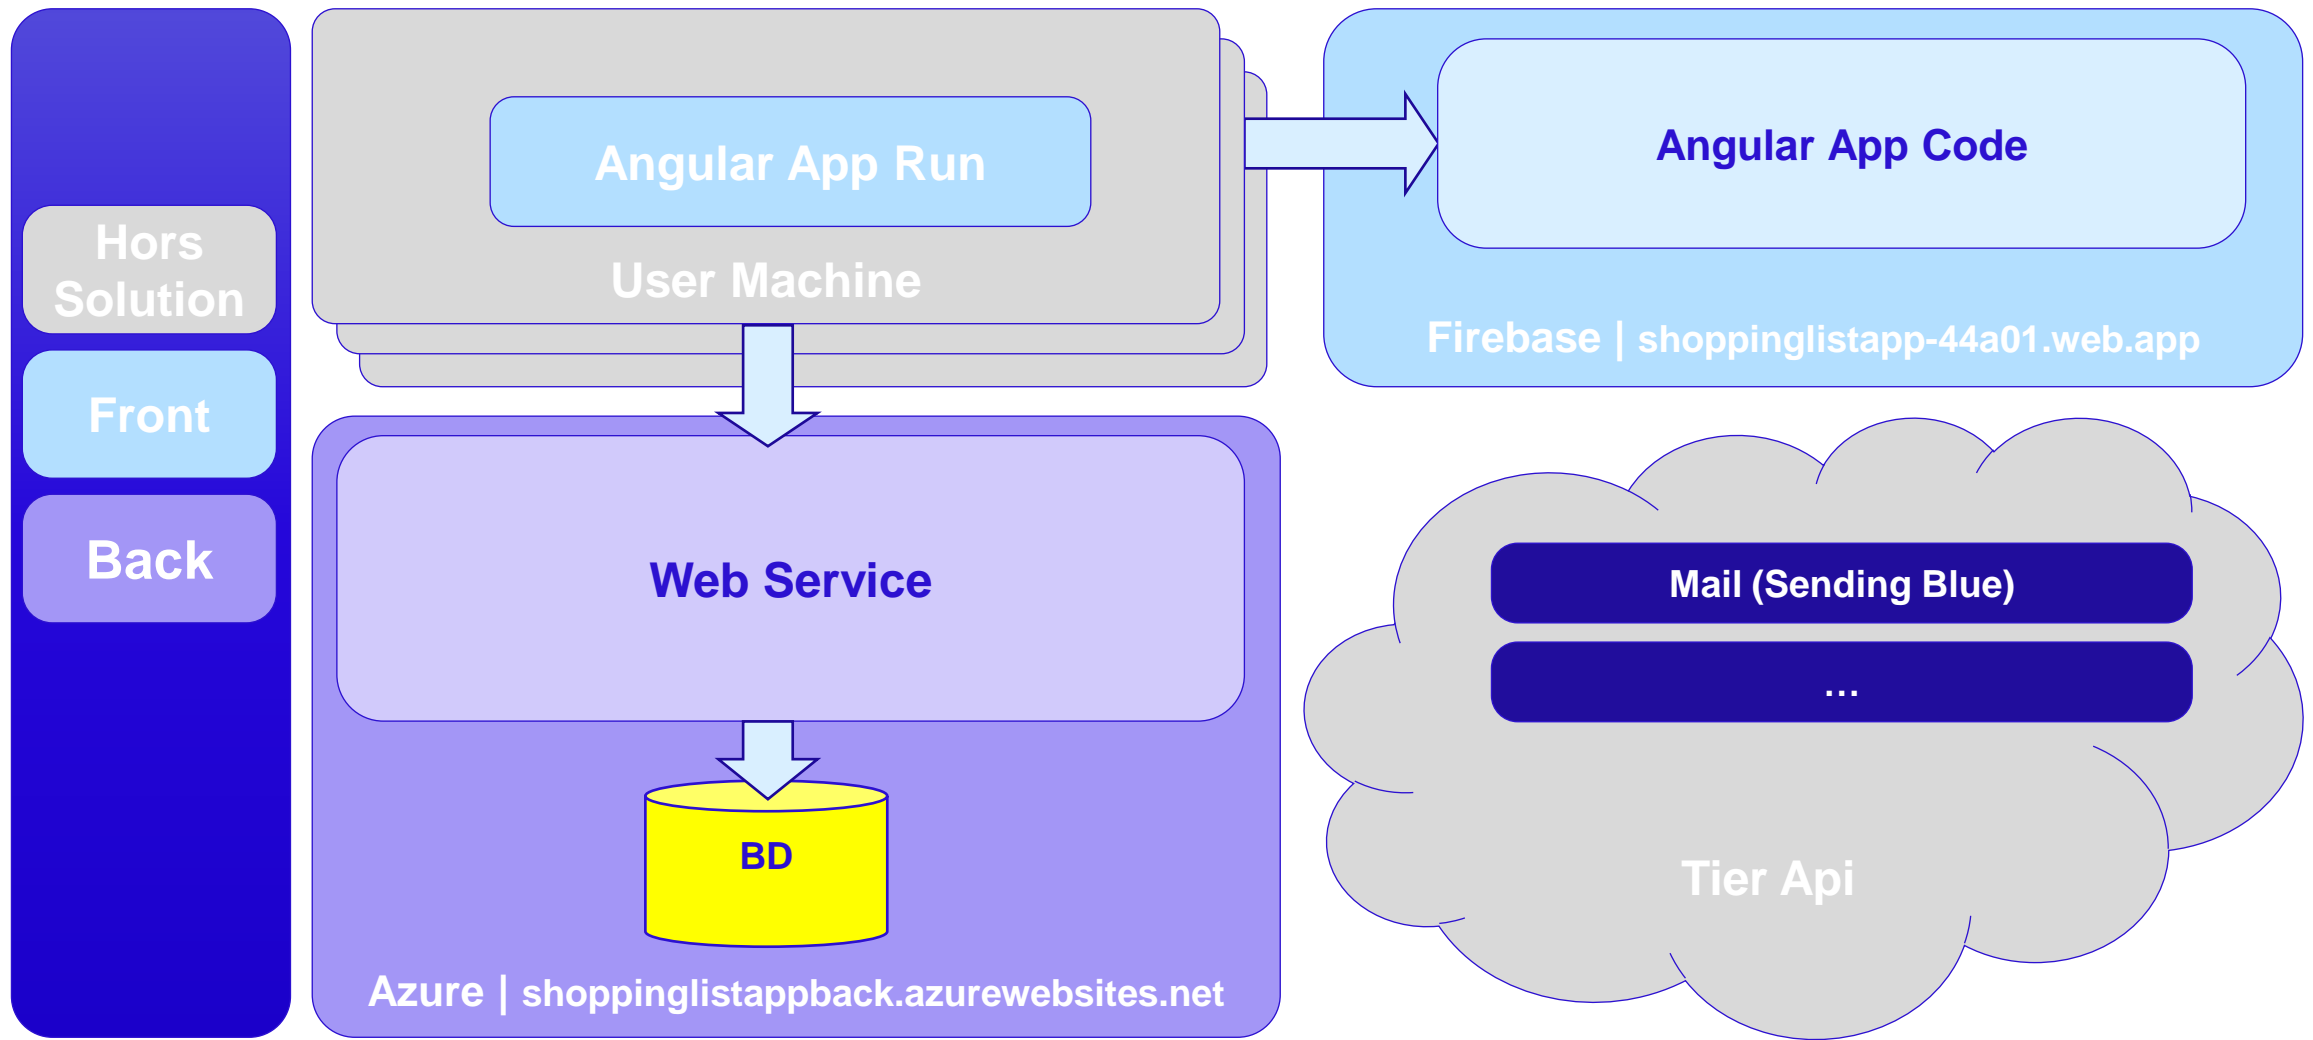 Hors
Solution
Front
Back
Angular App Run
User Machine
Angular App Code
Firebase | shoppinglistapp-44a01.web.app
Web Service
BD
Azure | shoppinglistappback.azurewebsites.net
Mail (Sending Blue)
…
Tier Api